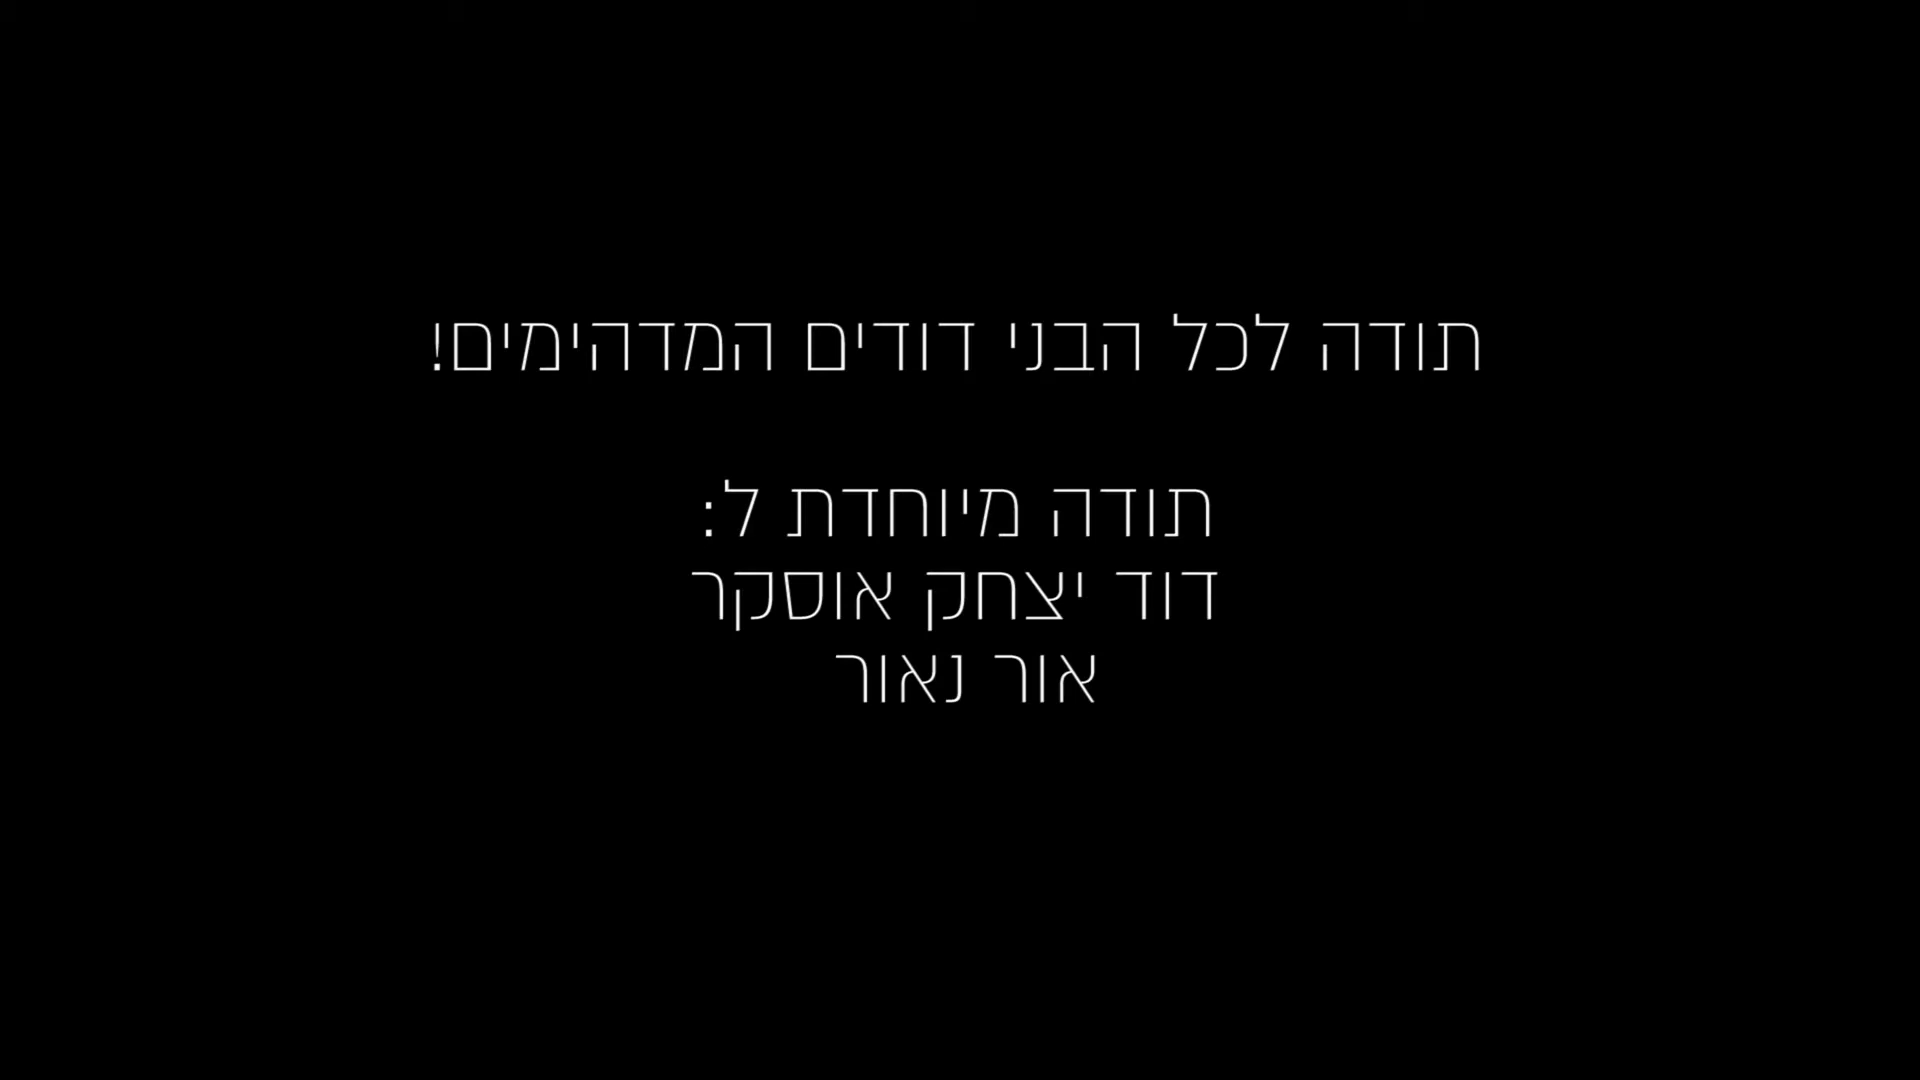 תודה לכל הבני דודים המדהימים!
תודה מיוחדת ל:
דוד יצחק אוסקר
אור נאור